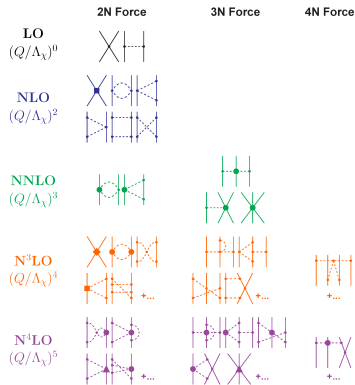 2N Force 3N Force 4N Force
LO
(Q/Λχ)⁰
NLO
(Q/Λχ)²
NNLO
(Q/Λχ)³
N³LO
(Q/Λχ)⁴
+... +... +...
N⁴LO
(Q/Λχ)⁵
+... +... +...